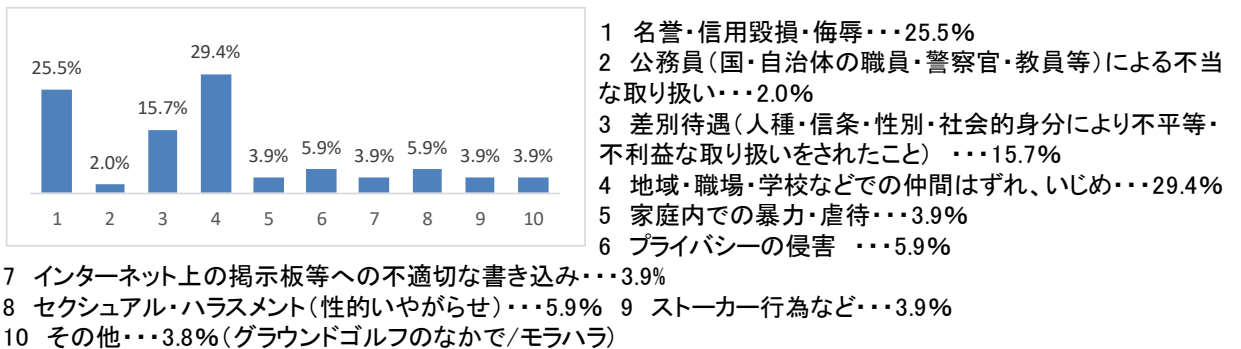 25.5%
2.0%
15.7%
29.4%
3.9%
5.9%
3.9%
5.9%
3.9%
3.9%
1 2 3 4 5 6 7 8 9 10
1 名誉・信用毀損・侮辱・・・25.5%
2 公務員(国・自治体の職員・警察官・教員等)による不当
な取り扱い・・・2.0%
3 差別待遇(人種・信条・性別・社会的身分により不平等・
不利益な取り扱いをされたこと) ・・・15.7%
4 地域・職場・学校などでの仲間はずれ、いじめ・・・29.4%
5 家庭内での暴力・虐待・・・3.9%
6 プライバシーの侵害 ・・・5.9%
7 インターネット上の掲示板等への不適切な書き込み・・・3.9%
8 セクシュアル・ハラスメント(性的いやがらせ)・・・5.9% 9 ストーカー行為など・・・3.9%
10 その他・・・3.8%(グラウンドゴルフのなかで/モラハラ)